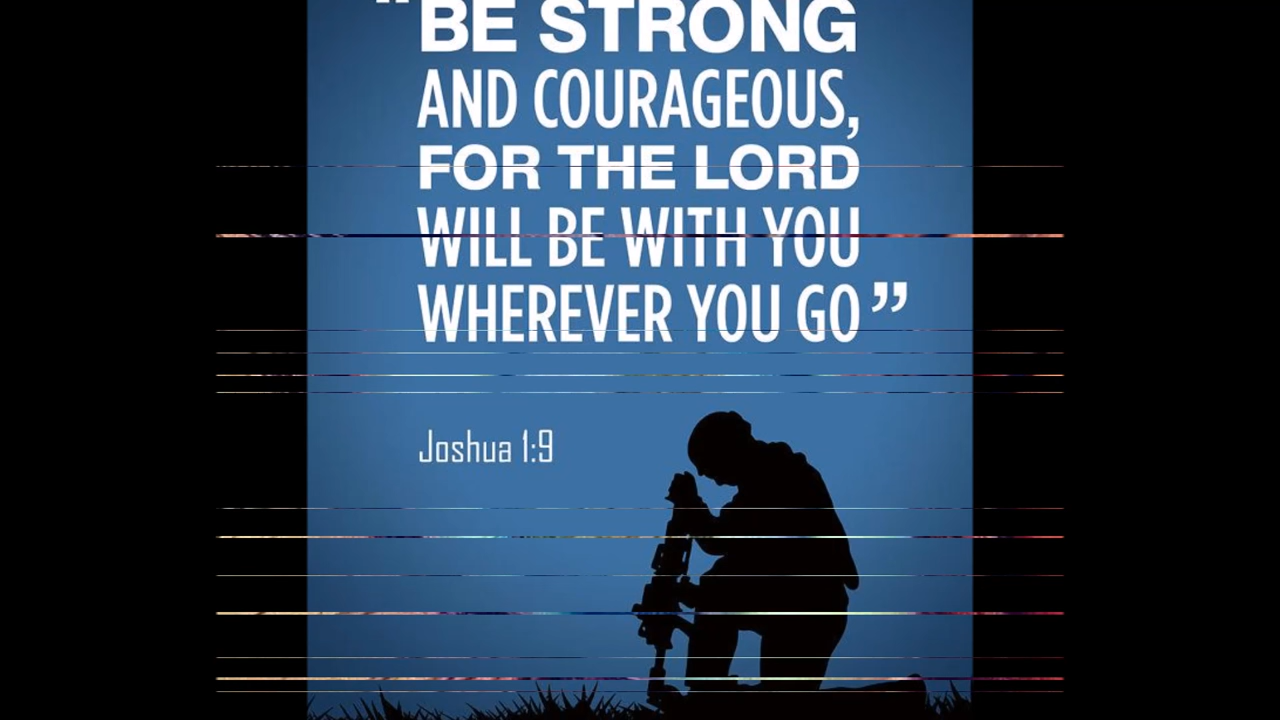 "BE STRONG
AND COURAGEOUS,
FOR THE LORD
WILL BE WITH YOU
WHEREVER YOU GO”
Joshua 1:9